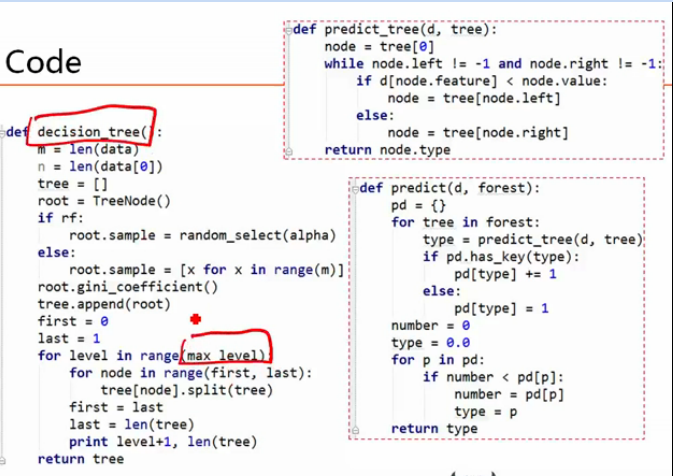 Code
def decision_tree():
    m = len(data)
    n = len(data[0])
    tree = []
    root = TreeNode()
    if rf:
        root.sample = random_select(alpha)
    else:
        root.sample = [x for x in range(m)]
    root.gini_coefficient()
    tree.append(root)
    first = 0
    last = 1
    for level in range(max_level):
        for node in range(first, last):
            tree[node].split(tree)
        first = last
        last = len(tree)
        print level+1, len(tree)
    return tree
def predict_tree(d, tree):
    node = tree[0]
    while node.left != -1 and node.right != -1:
        if d[node.feature] < node.value:
            node = tree[node.left]
        else:
            node = tree[node.right]
    return node.type
def predict(d, forest):
    pd = {}
    for tree in forest:
        type = predict_tree(d, tree)
        if pd.has_key(type):
            pd[type] += 1
        else:
            pd[type] = 1
    number = 0
    type = 0.0
    for p in pd:
        if number < pd[p]:
            number = pd[p]
            type = p
    return type